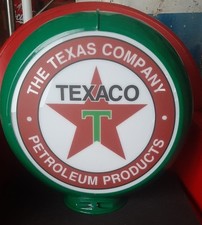 THE TEXAS COMPANY
TEXACO
T
PETROLEUM PRODUCTS